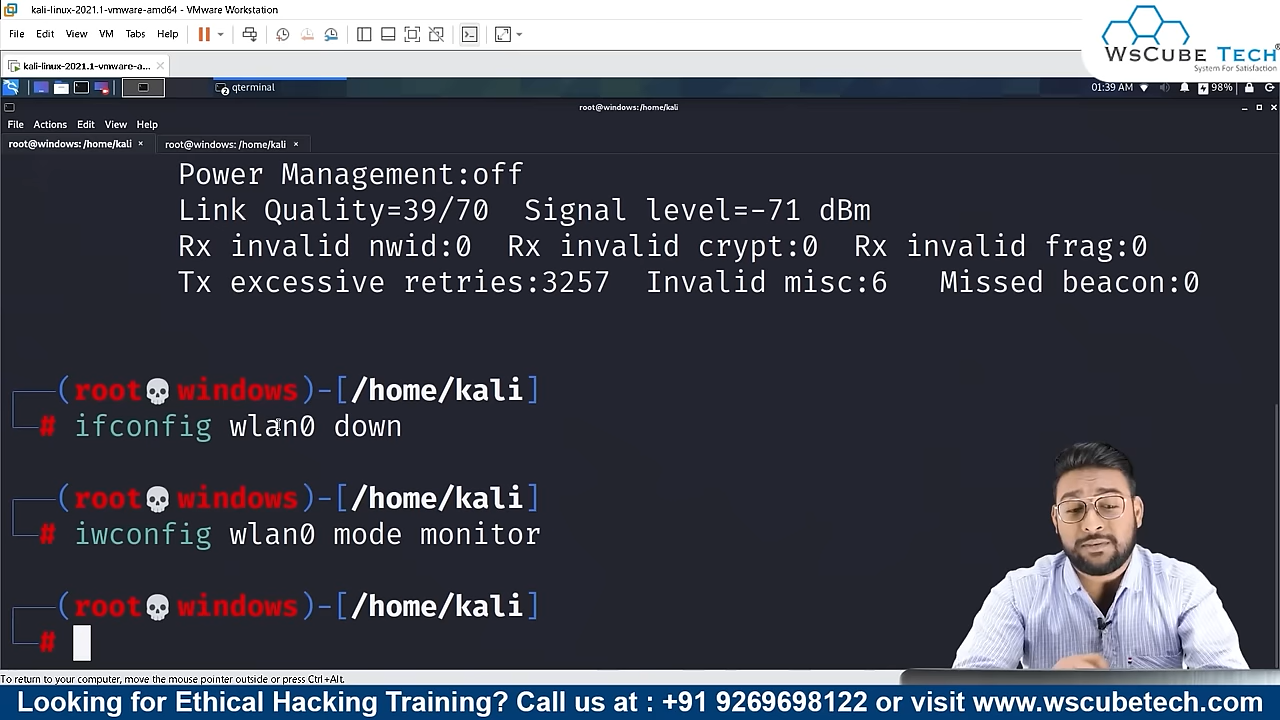 kali-linux-2021.1-vmware-amd64 - VMware Workstation
File Edit View VM Tabs Help
WsCube Tech
System For Satisfaction
kali-linux-2021.1-vmware-a...
qterminal
01:39 AM 98%
root@windows:/home/kali
File Actions Edit View Help
root@windows: /home/kali root@windows: /home/kali
Power Management:off
Link Quality=39/70 Signal level=-71 dBm
Rx invalid nwid:0 Rx invalid crypt:0 Rx invalid frag:0
Tx excessive retries:3257 Invalid misc:6 Missed beacon:0
(root💀windows)-[/home/kali]
# ifconfig wlan0 down
(root💀windows)-[/home/kali]
# iwconfig wlan0 mode monitor
(root💀windows)-[/home/kali]
#
To return to your computer, move the mouse pointer outside or press Ctrl+Alt.
Looking for Ethical Hacking Training? Call us at : +91 9269698122 or visit www.wscubetech.com